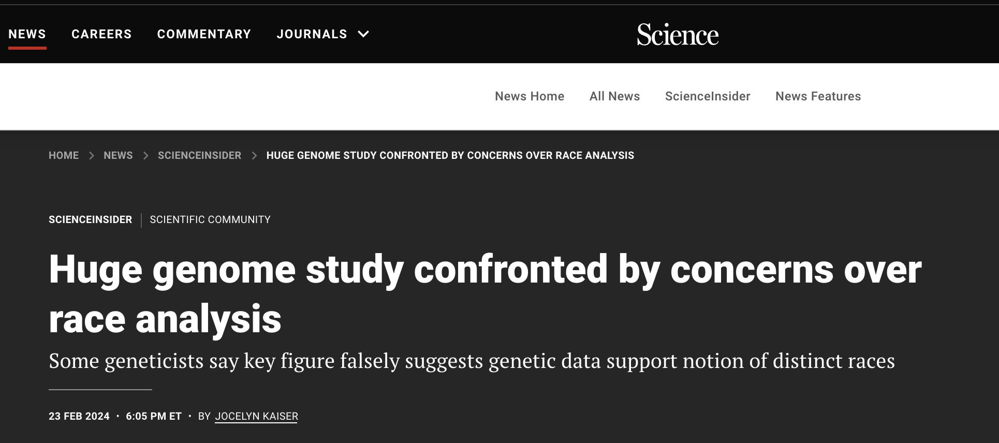 NEWS CAREERS COMMENTARY JOURNALS Science
News Home All News ScienceInsider News Features
HOME NEWS SCIENCEINSIDER HUGE GENOME STUDY CONFRONTED BY CONCERNS OVER RACE ANALYSIS
SCIENCEINSIDER | SCIENTIFIC COMMUNITY
Huge genome study confronted by concerns over
race analysis
Some geneticists say key figure falsely suggests genetic data support notion of distinct races
23 FEB 2024 · 6:05 PM ET · BY JOCELYN KAISER